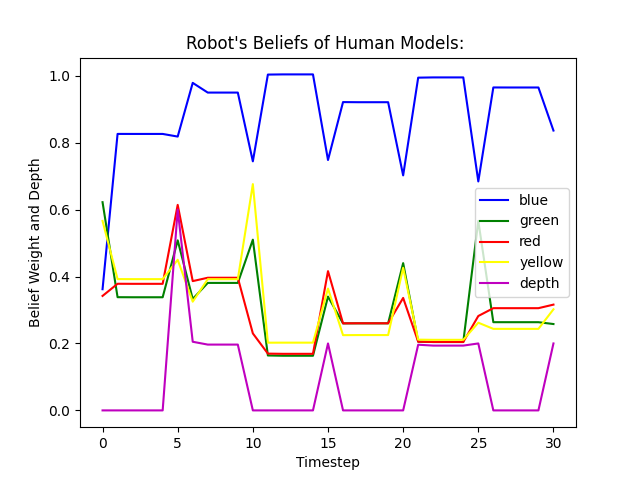 Robot's Beliefs of Human Models:
Belief Weight and Depth
1.0
0.8
0.6
0.4
0.2
0.0
blue
green
red
yellow
depth
0 5 10 15 20 25 30
Timestep